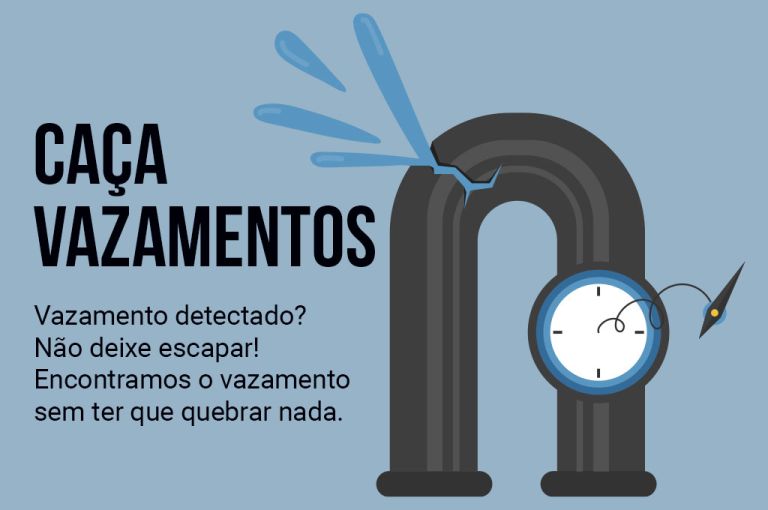 CAÇA
VAZAMENTOS
Vazamento detectado?
Não deixe escapar!
Encontramos o vazamento
sem ter que quebrar nada.